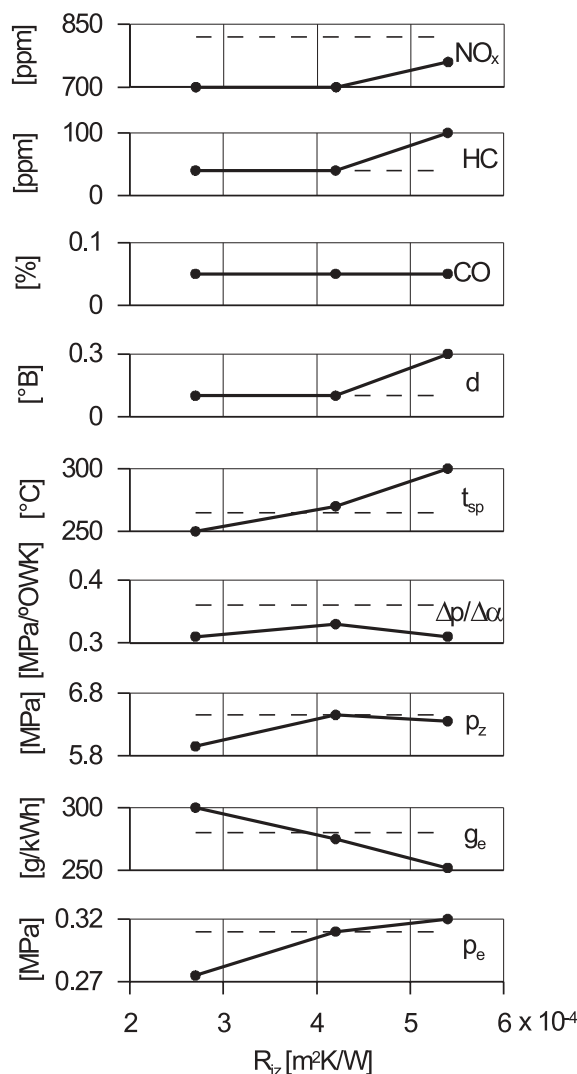 850
[ppm]
NOₓ
700
100
[ppm]
HC
0
0.1
[%]
CO
0
0.3
[°B]
d
0
300
[°C]
tsp
250
0.4
[MPa/ºOWK]
Δp/Δα
0.3
6.8
[MPa]
pz
5.8
300
[g/kWh]
ge
250
0.32
[MPa]
pe
0.27
2 3 4 5 6 x 10⁻⁴
Riz [m²K/W]